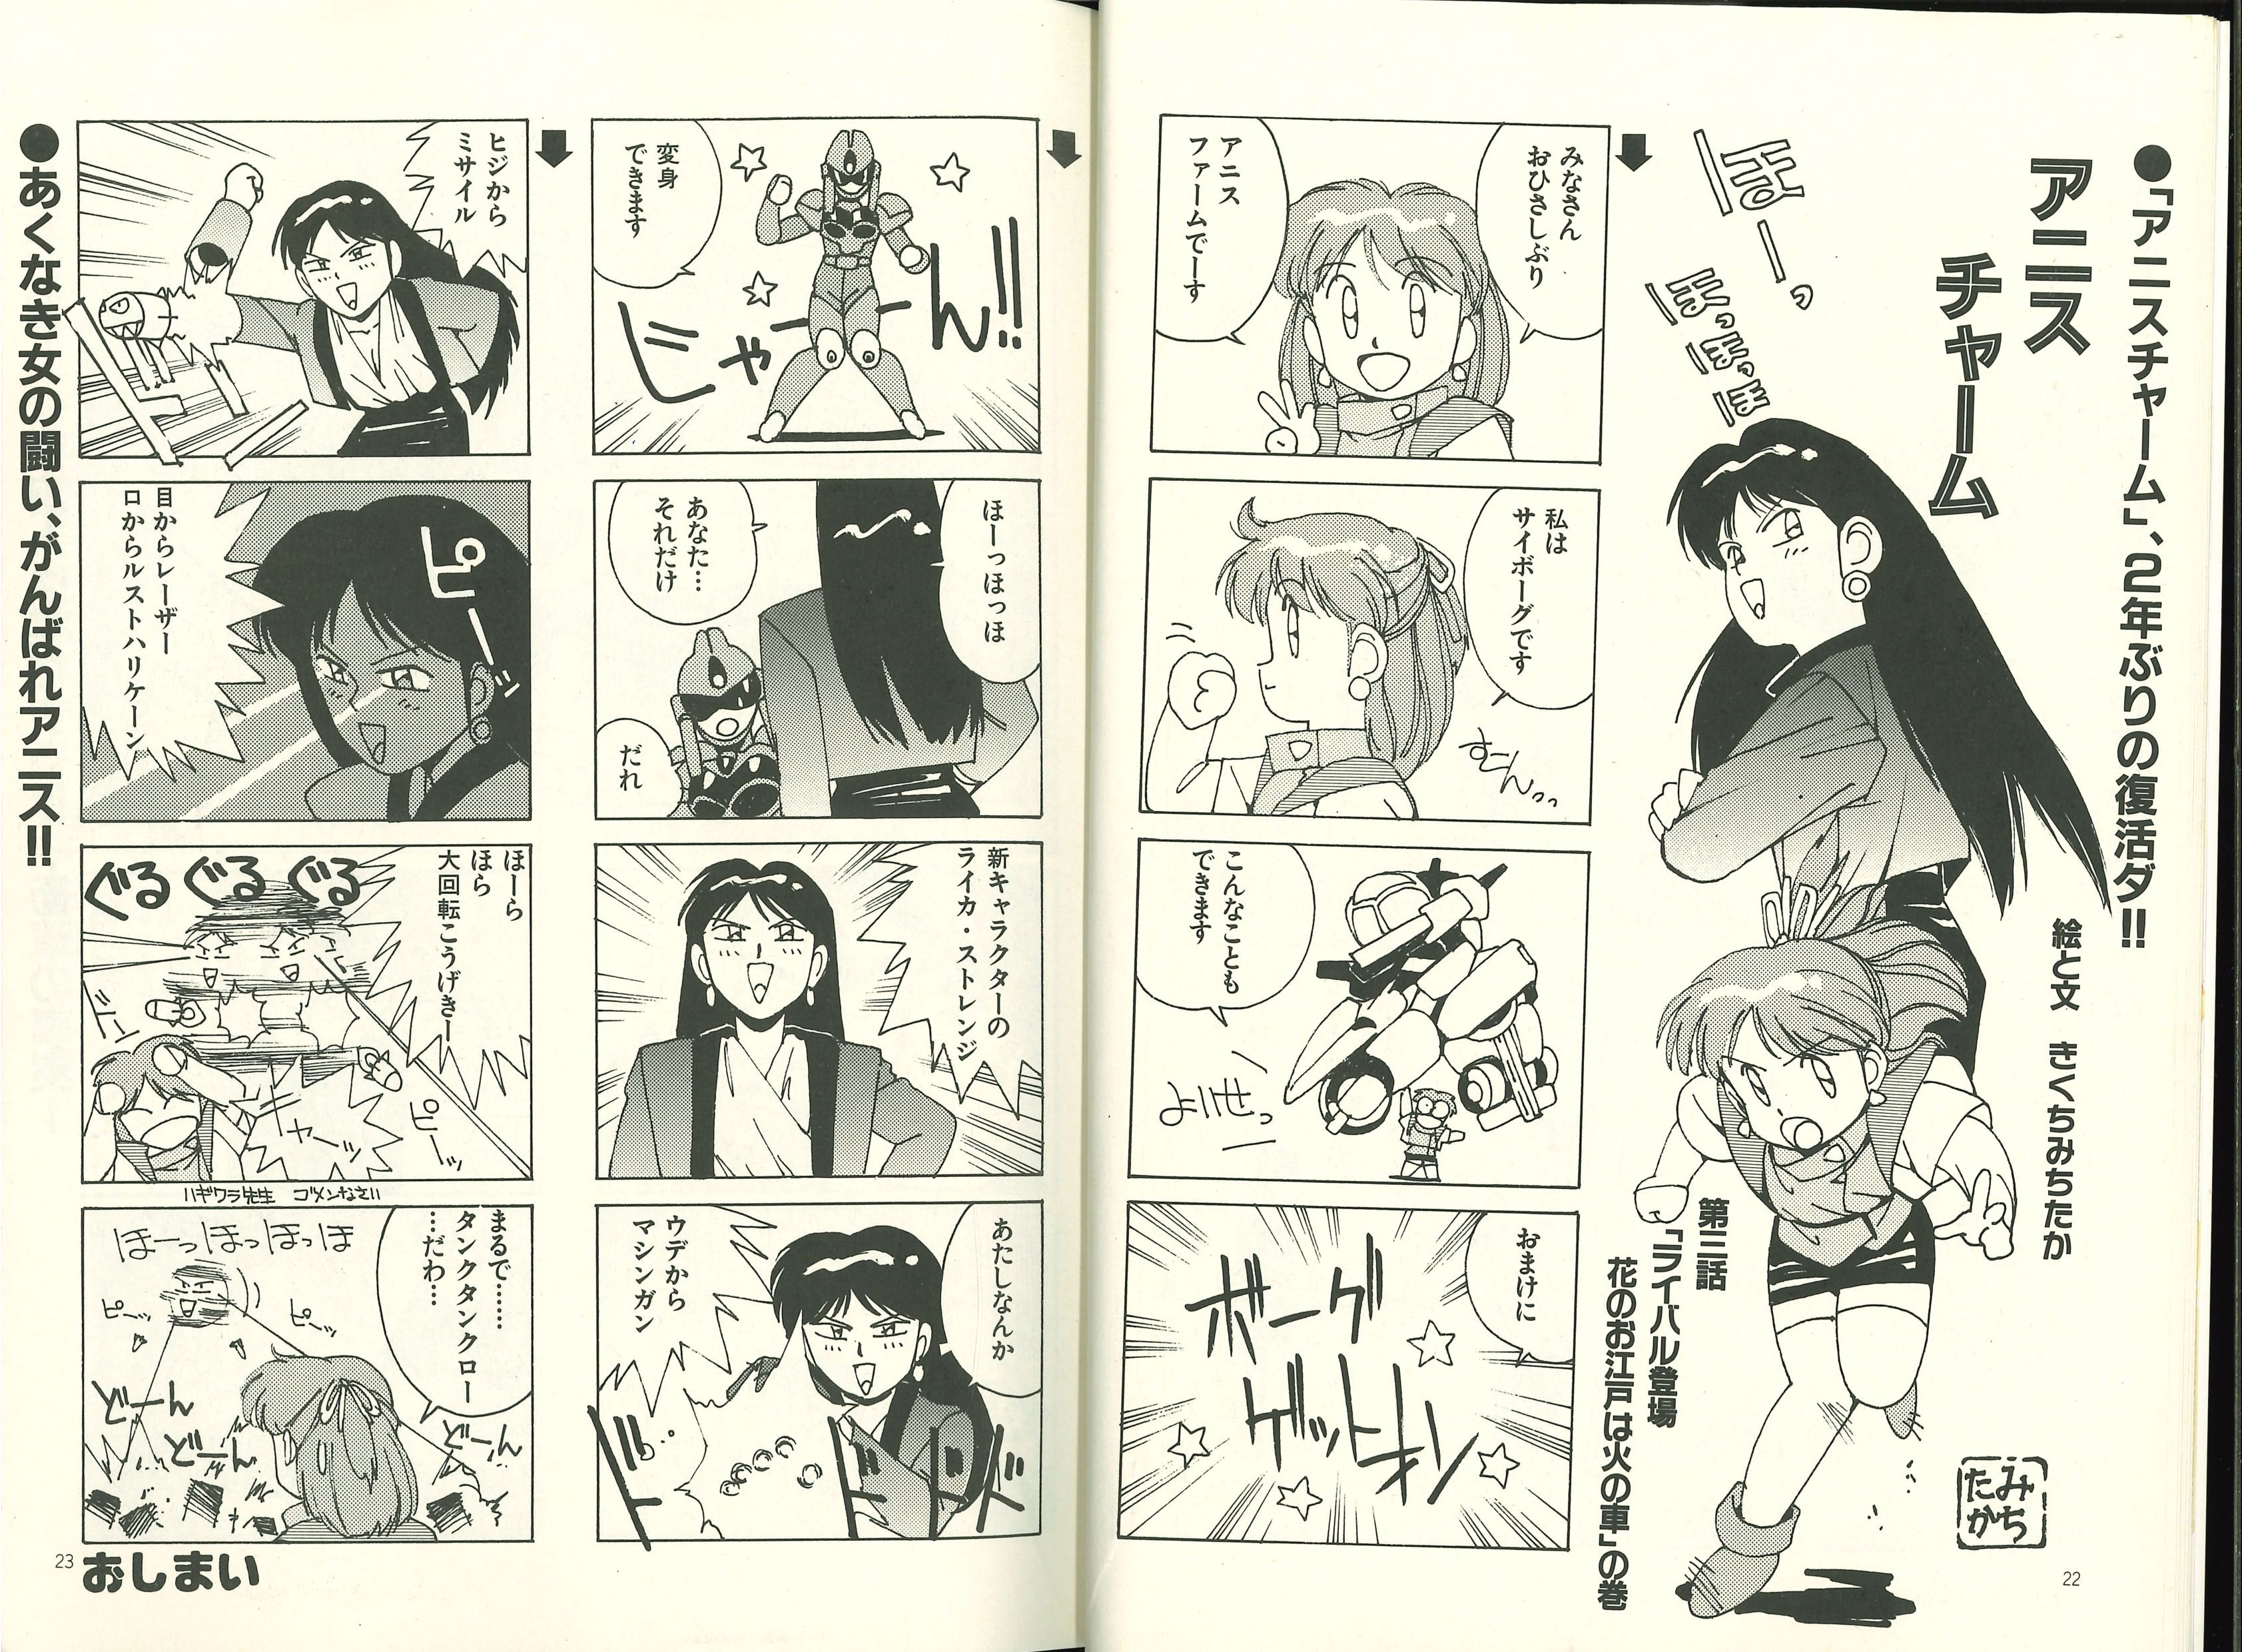 ●「アニスチャーム」、2年ぶりの復活ダ!!
アニス
チャーム
絵と文 きくちみちたか
みち
たか
ほーっ
ほっほっほ
第三話
「ライバル登場
花のお江戸は火の車」の巻
22
みなさん
おひさしぶり
アニス
ファームでーす
私は
サイボーグです
すどん。。
こんなことも
できます
よいせっ
おまけに
ボーグ
ゲットオン
変身
できます
ピャーん!!
ほーっほっほ
あなた…
それだけ
だれ
新キャラクターの
ライカ・ストレンジ
あたしなんか
ウデから
マシンガン
ドドドド
ヒジから
ミサイル
ド
ピーッ
目からレーザー
口からルストハリケーン
ほーら
ほら
大回転こうげきー
ぐるぐるぐる
ドー
キャーッ
ピーッ
ハギワラ先生 ゴメンなさい
まるで……
タンクタンクロー
…だわ…
ほーっほっほっほ
ピーッ
ピーッ
どーん
どーん
どーん
おしまい
23
●あくなき女の闘い、がんばれアニス!!